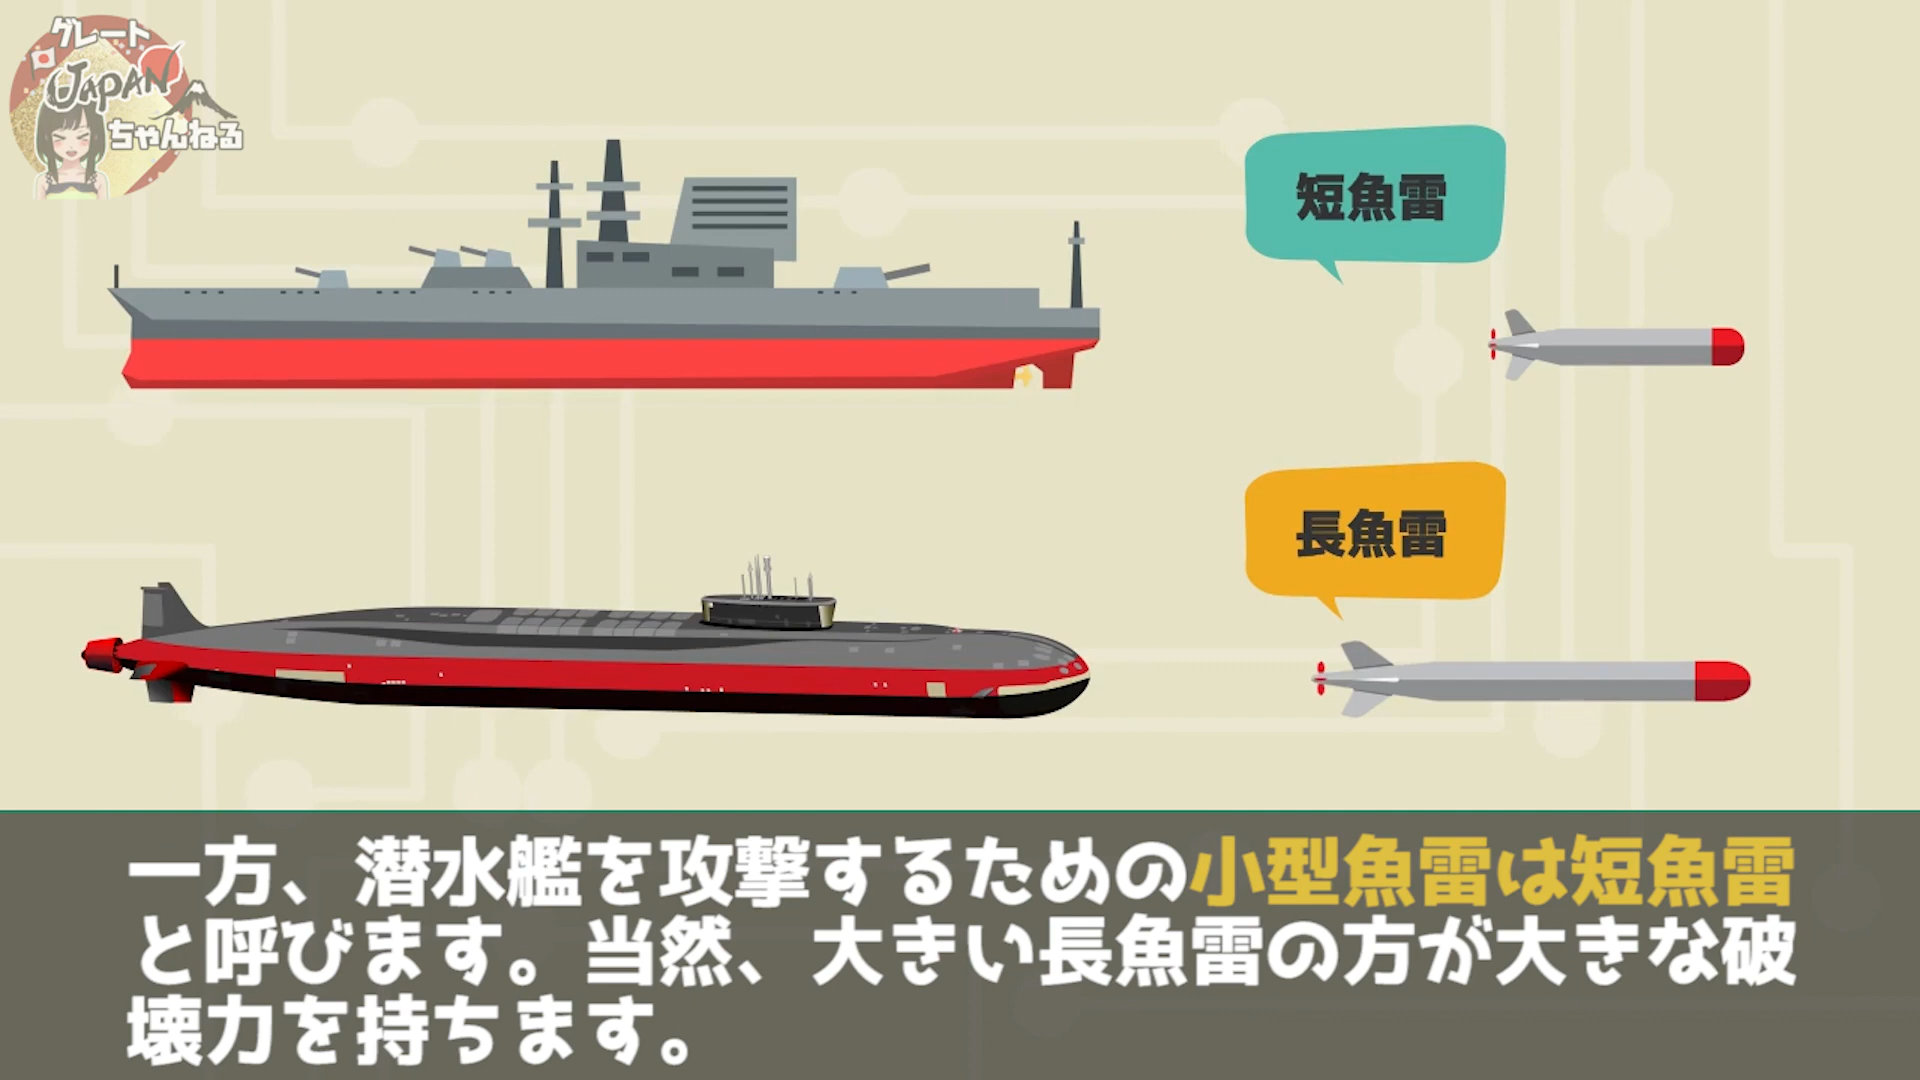 グレート
JAPAN
ちゃんねる
短魚雷
長魚雷
一方、潜水艦を攻撃するための小型魚雷は短魚雷
と呼びます。当然、大きい長魚雷の方が大きな破
壊力を持ちます。